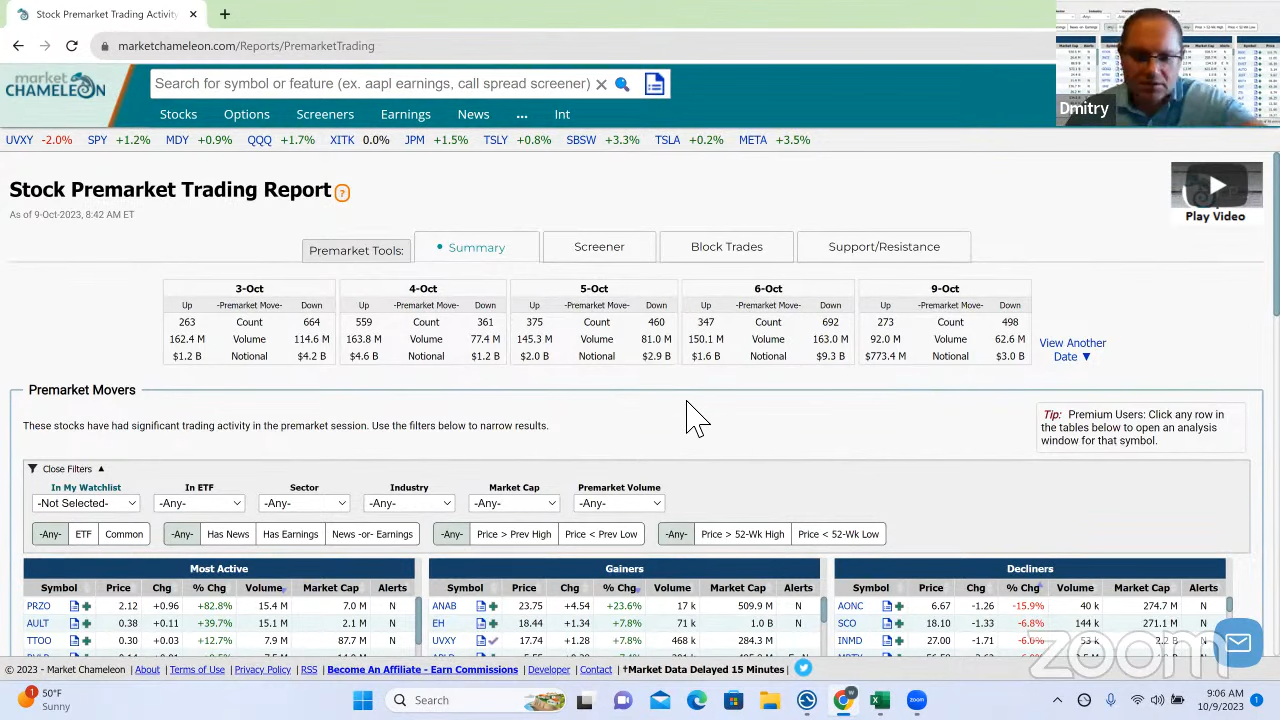 Stock Premarket Trading Activity
marketchameleon.com/Reports/PremarketTrading
Dmitry
market CHAMELEON
Search for symbol or feature (ex. ibm earnings, call spreads)
Stocks Options Screeners Earnings News ... Int
UVXY -2.0% SPY +1.2% MDY +0.9% QQQ +1.7% XITK 0.0% JPM +1.5% TSLY +0.8% SBSW +3.3% TSLA +0.2% META +3.5%
Stock Premarket Trading Report ?
As of 9-Oct-2023, 8:42 AM ET
Play Video
Premarket Tools: Summary Screener Block Trades Support/Resistance
3-Oct 4-Oct 5-Oct 6-Oct 9-Oct
Up -Premarket Move- Down Up -Premarket Move- Down Up -Premarket Move- Down Up -Premarket Move- Down Up -Premarket Move- Down
263 Count 664 559 Count 361 375 Count 460 347 Count 692 273 Count 498
162.4 M Volume 114.6 M 163.8 M Volume 77.4 M 145.3 M Volume 81.0 M 150.1 M Volume 163.0 M 92.0 M Volume 62.6 M
$1.2 B Notional $4.2 B $4.6 B Notional $1.2 B $2.0 B Notional $2.9 B $1.6 B Notional $9.3 B $773.4 M Notional $3.0 B
View Another
Date ▼
Premarket Movers
These stocks have had significant trading activity in the premarket session. Use the filters below to narrow results.
Tip: Premium Users: Click any row in
the tables below to open an analysis
window for that symbol.
Close Filters ▲
In My Watchlist In ETF Sector Industry Market Cap Premarket Volume
-Not Selected- -Any- -Any- -Any- -Any- -Any-
-Any- ETF Common -Any- Has News Has Earnings News -or- Earnings -Any- Price > Prev High Price < Prev Low -Any- Price > 52-Wk High Price < 52-Wk Low
Most Active Gainers Decliners
Symbol Price Chg % Chg Volume Market Cap Alerts Symbol Price Chg % Chg Volume Market Cap Alerts Symbol Price Chg % Chg Volume Market Cap Alerts
PRZO 2.12 +0.96 +82.8% 15.4 M 7.0 M N ANAB 23.75 +4.54 +23.6% 17 k 509.9 M N AONC 6.67 -1.26 -15.9% 40 k 274.7 M N
AULT 0.38 +0.11 +39.7% 15.1 M 2.1 M N EH 18.44 +1.34 +7.8% 71 k 1.0 B N SCO 18.10 -1.33 -6.8% 144 k 271.1 M N
TTOO 0.30 +0.03 +12.7% 7.9 M 87.7 M N UVXY 17.74 +1.28 +7.8% 468 k 284.3 M N INMD 27.00 -1.71 -6.0% 53 k 2.2 B N
zoom
© 2023 - Market Chameleon | About | Terms of Use | Privacy Policy | RSS | Become An Affiliate - Earn Commissions | Developer | Contact | †Market Data Delayed 15 Minutes |
50°F
Sunny
Search
9:06 AM
10/9/2023